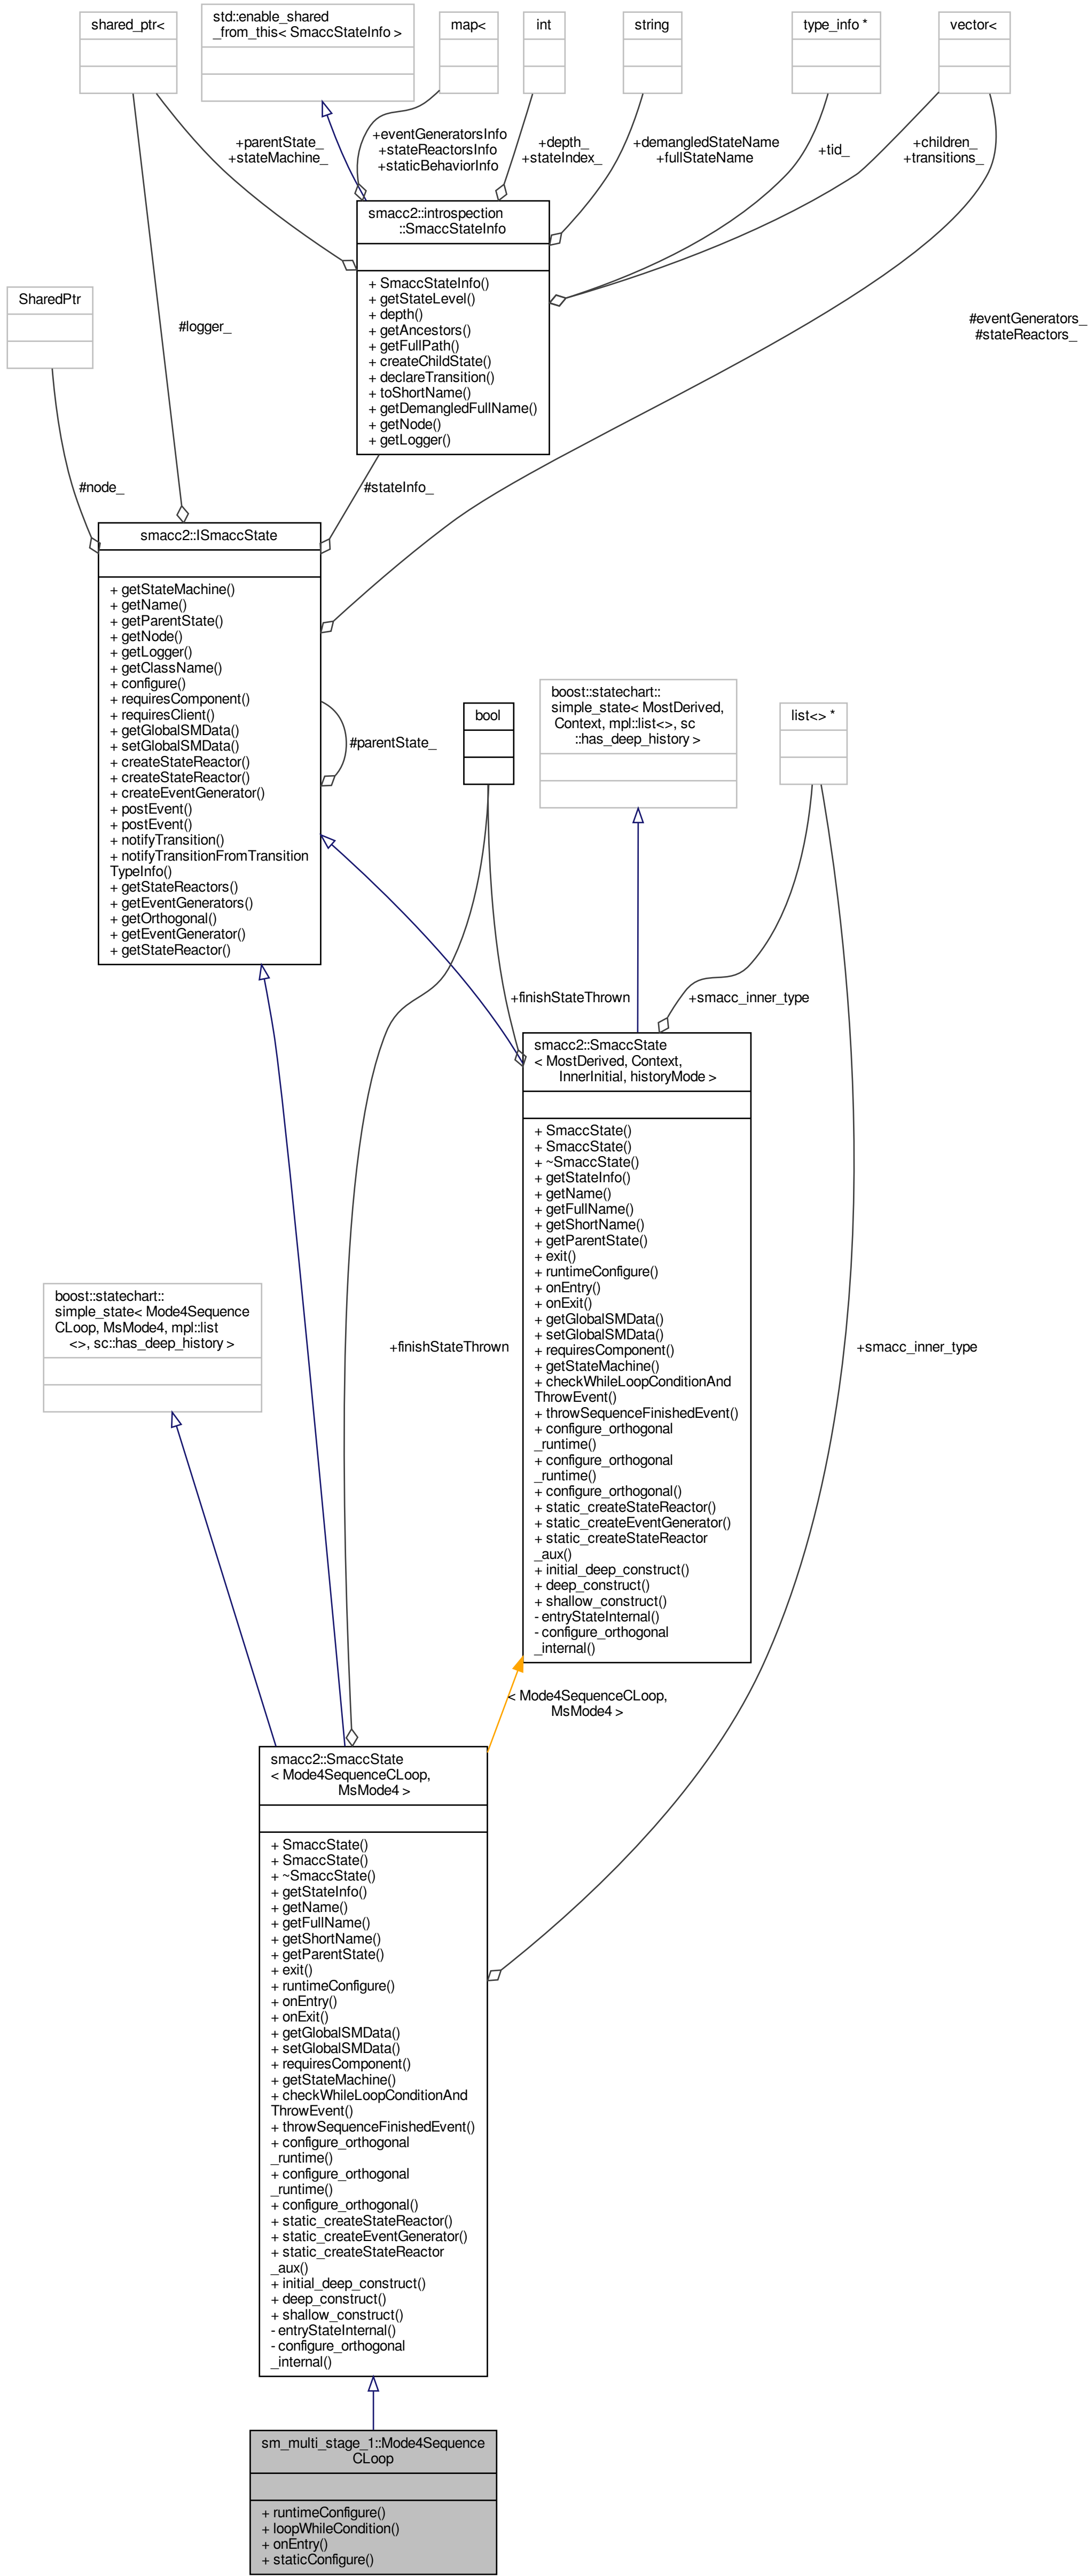 shared_ptr<
std::enable_shared
_from_this< SmaccStateInfo >
map<
int
string
type_info *
vector<
+parentState_
+stateMachine_
+eventGeneratorsInfo
+stateReactorsInfo
+staticBehaviorInfo
+depth_
+stateIndex_
+demangledStateName
+fullStateName
+tid_
+children_
+transitions_
smacc2::introspection
::SmaccStateInfo
+ SmaccStateInfo()
+ getStateLevel()
+ depth()
+ getAncestors()
+ getFullPath()
+ createChildState()
+ declareTransition()
+ toShortName()
+ getDemangledFullName()
+ getNode()
+ getLogger()
SharedPtr
#logger_
#eventGenerators_
#stateReactors_
#node_
#stateInfo_
smacc2::ISmaccState
+ getStateMachine()
+ getName()
+ getParentState()
+ getNode()
+ getLogger()
+ getClassName()
+ configure()
+ requiresComponent()
+ requiresClient()
+ getGlobalSMData()
+ setGlobalSMData()
+ createStateReactor()
+ createStateReactor()
+ createEventGenerator()
+ postEvent()
+ postEvent()
+ notifyTransition()
+ notifyTransitionFromTransition
TypeInfo()
+ getStateReactors()
+ getEventGenerators()
+ getOrthogonal()
+ getEventGenerator()
+ getStateReactor()
#parentState_
bool
boost::statechart::
simple_state< MostDerived,
Context, mpl::list<>, sc
::has_deep_history >
list<> *
+finishStateThrown
+smacc_inner_type
smacc2::SmaccState
< MostDerived, Context,
InnerInitial, historyMode >
+ SmaccState()
+ SmaccState()
+ ~SmaccState()
+ getStateInfo()
+ getName()
+ getFullName()
+ getShortName()
+ getParentState()
+ exit()
+ runtimeConfigure()
+ onEntry()
+ onExit()
+ getGlobalSMData()
+ setGlobalSMData()
+ requiresComponent()
+ getStateMachine()
+ checkWhileLoopConditionAnd
ThrowEvent()
+ throwSequenceFinishedEvent()
+ configure_orthogonal
_runtime()
+ configure_orthogonal
_runtime()
+ configure_orthogonal()
+ static_createStateReactor()
+ static_createEventGenerator()
+ static_createStateReactor
_aux()
+ initial_deep_construct()
+ deep_construct()
+ shallow_construct()
- entryStateInternal()
- configure_orthogonal
_internal()
boost::statechart::
simple_state< Mode4Sequence
CLoop, MsMode4, mpl::list
<>, sc::has_deep_history >
+finishStateThrown
+smacc_inner_type
< Mode4SequenceCLoop,
MsMode4 >
smacc2::SmaccState
< Mode4SequenceCLoop,
MsMode4 >
+ SmaccState()
+ SmaccState()
+ ~SmaccState()
+ getStateInfo()
+ getName()
+ getFullName()
+ getShortName()
+ getParentState()
+ exit()
+ runtimeConfigure()
+ onEntry()
+ onExit()
+ getGlobalSMData()
+ setGlobalSMData()
+ requiresComponent()
+ getStateMachine()
+ checkWhileLoopConditionAnd
ThrowEvent()
+ throwSequenceFinishedEvent()
+ configure_orthogonal
_runtime()
+ configure_orthogonal
_runtime()
+ configure_orthogonal()
+ static_createStateReactor()
+ static_createEventGenerator()
+ static_createStateReactor
_aux()
+ initial_deep_construct()
+ deep_construct()
+ shallow_construct()
- entryStateInternal()
- configure_orthogonal
_internal()
sm_multi_stage_1::Mode4Sequence
CLoop
+ runtimeConfigure()
+ loopWhileCondition()
+ onEntry()
+ staticConfigure()